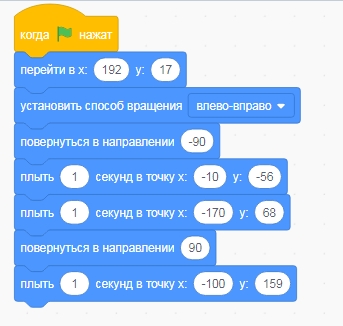 когда нажат
перейти в x: 192 y: 17
установить способ вращения влево-вправо
повернуться в направлении -90
плыть 1 секунд в точку x: -10 y: -56
плыть 1 секунд в точку x: -170 y: 68
повернуться в направлении 90
плыть 1 секунд в точку x: -100 y: 159